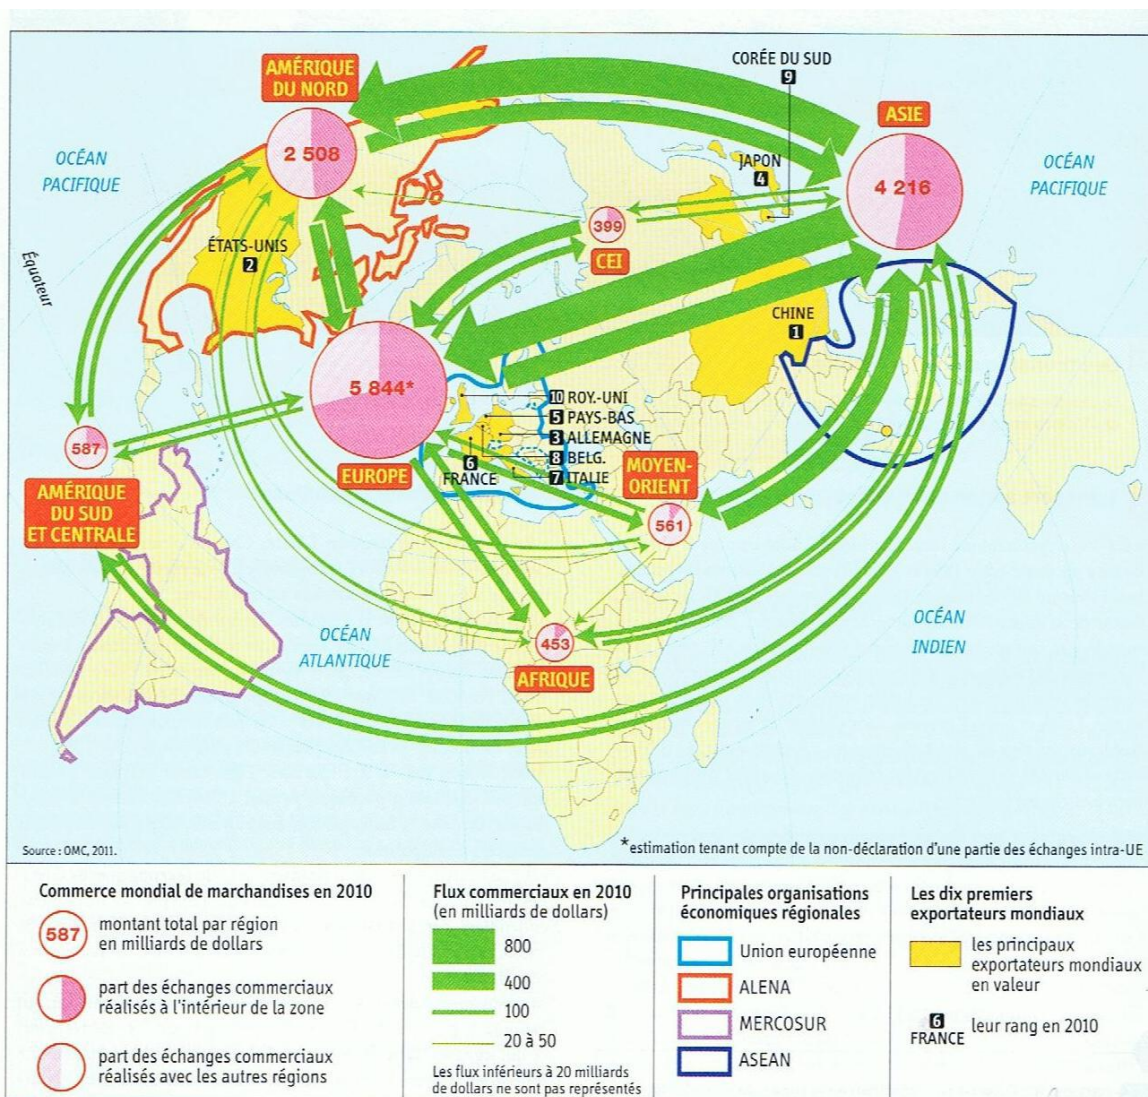 AMÉRIQUE
DU NORD
2 508
CORÉE DU SUD
9
ASIE
4 216
OCÉAN
PACIFIQUE
JAPON
4
OCÉAN
PACIFIQUE
399
CEI
ÉTATS-UNIS
2
Équateur
CHINE
1
5 844*
EUROPE
10 ROY.-UNI
5 PAYS-BAS
3 ALLEMAGNE
8 BELG.
7 ITALIE
6
FRANCE
MOYEN-
ORIENT
561
587
AMÉRIQUE
DU SUD
ET CENTRALE
OCÉAN
ATLANTIQUE
453
AFRIQUE
OCÉAN
INDIEN
Source : OMC, 2011.
*estimation tenant compte de la non-déclaration d'une partie des échanges intra-UE
Commerce mondial de marchandises en 2010
587
montant total par région
en milliards de dollars
part des échanges commerciaux
réalisés à l'intérieur de la zone
part des échanges commerciaux
réalisés avec les autres régions
Flux commerciaux en 2010
(en milliards de dollars)
800
400
100
20 à 50
Les flux inférieurs à 20 milliards
de dollars ne sont pas représentés
Principales organisations
économiques régionales
Union européenne
ALENA
MERCOSUR
ASEAN
Les dix premiers
exportateurs mondiaux
les principaux
exportateurs mondiaux
en valeur
6
FRANCE
leur rang en 2010